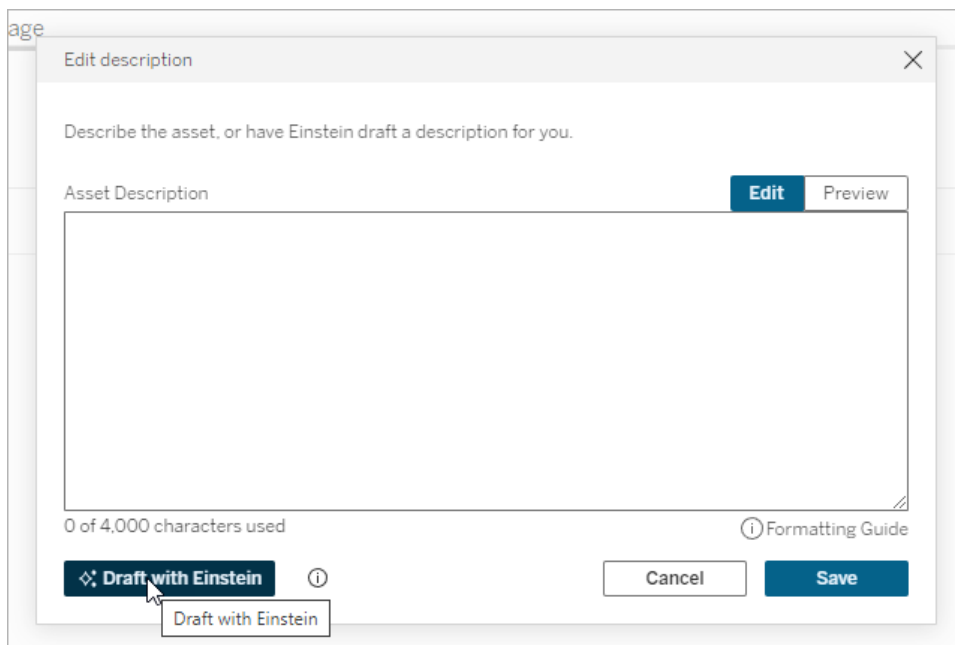 age
Edit description
Describe the asset, or have Einstein draft a description for you.
Asset Description
Edit
Preview
0 of 4,000 characters used
Formatting Guide
Draft with Einstein
Cancel
Save
Draft with Einstein